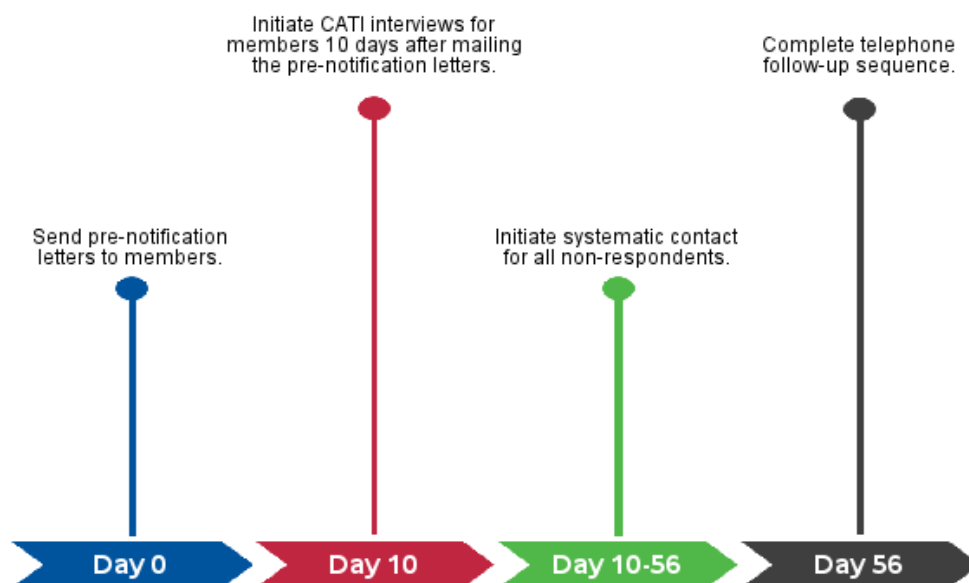 Initiate CATI interviews for
members 10 days after mailing
the pre-notification letters.
Complete telephone
follow-up sequence.
Send pre-notification
letters to members.
Initiate systematic contact
for all non-respondents.
Day 0
Day 10
Day 10-56
Day 56